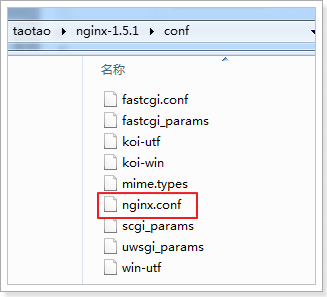 taotao ▸ nginx-1.5.1 ▸ conf
名称
fastcgi.conf
fastcgi_params
koi-utf
koi-win
mime.types
nginx.conf
scgi_params
uwsgi_params
win-utf